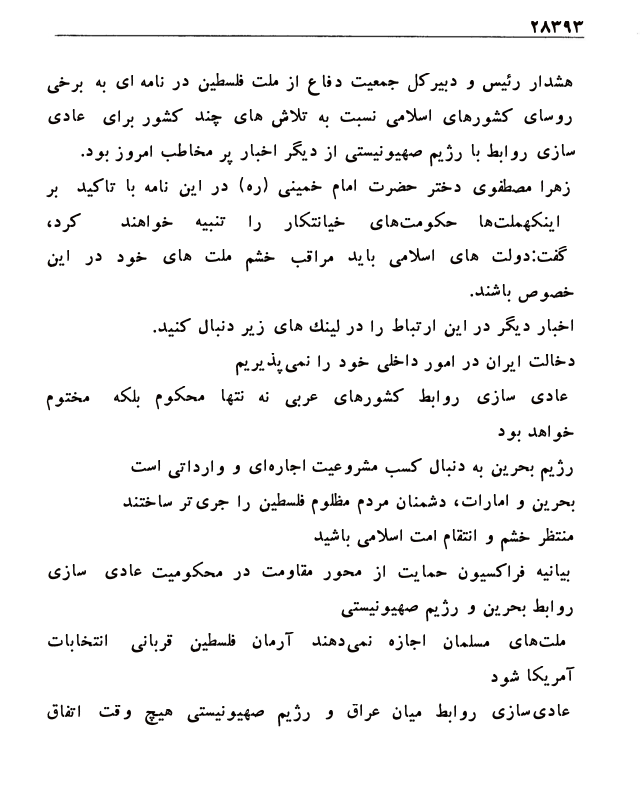 ۲۸۳۹۳
هشدار رئیس و دبیرکل جمعیت دفاع از ملت فلسطین در نامه ای به برخی
روسای کشورهای اسلامی نسبت به تلاش های چند کشور برای عادی
سازی روابط با رژیم صهیونیستی از دیگر اخبار پر مخاطب امروز بود.
زهرا مصطفوی دختر حضرت امام خمینی (ره) در این نامه با تاکید بر
اینکهملت‌ها حکومت‌های خیانتکار را تنبیه خواهند کرد،
گفت:دولت های اسلامی باید مراقب خشم ملت های خود در این
خصوص باشند.
اخبار دیگر در این ارتباط را در لینك های زیر دنبال کنید.
دخالت ایران در امور داخلی خود را نمی‌پذیریم
عادی سازی روابط کشورهای عربی نه نتها محکوم بلکه مختوم
خواهد بود
رژیم بحرین به دنبال کسب مشروعیت اجاره‌ای و وارداتی است
بحرین و امارات، دشمنان مردم مظلوم فلسطین را جری‌تر ساختند
منتظر خشم و انتقام امت اسلامی باشید
بیانیه فراکسیون حمایت از محور مقاومت در محکومیت عادی سازی
روابط بحرین و رژیم صهیونیستی
ملت‌های مسلمان اجازه نمی‌دهند آرمان فلسطین قربانی انتخابات
آمریکا شود
عادی‌سازی روابط میان عراق و رژیم صهیونیستی هیچ وقت اتفاق